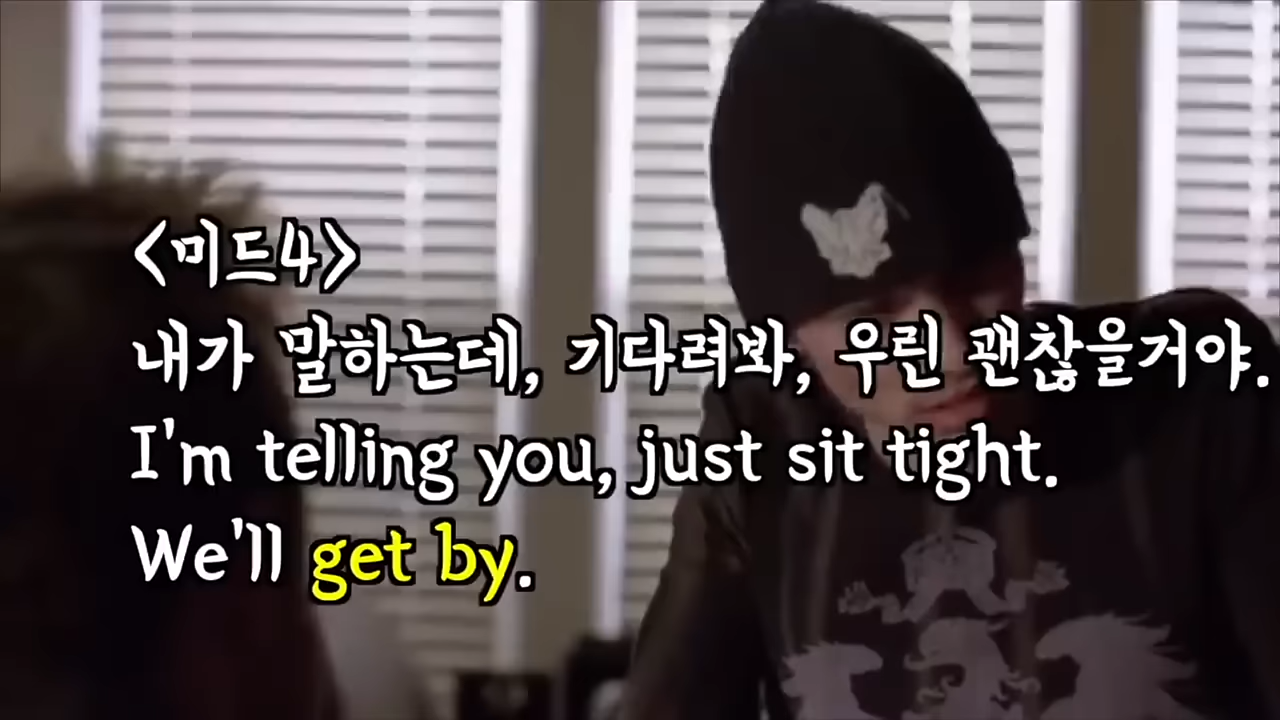 <미드4>
내가 말하는데, 기다려봐, 우린 괜찮을거야.
I'm telling you, just sit tight.
We'll get by.